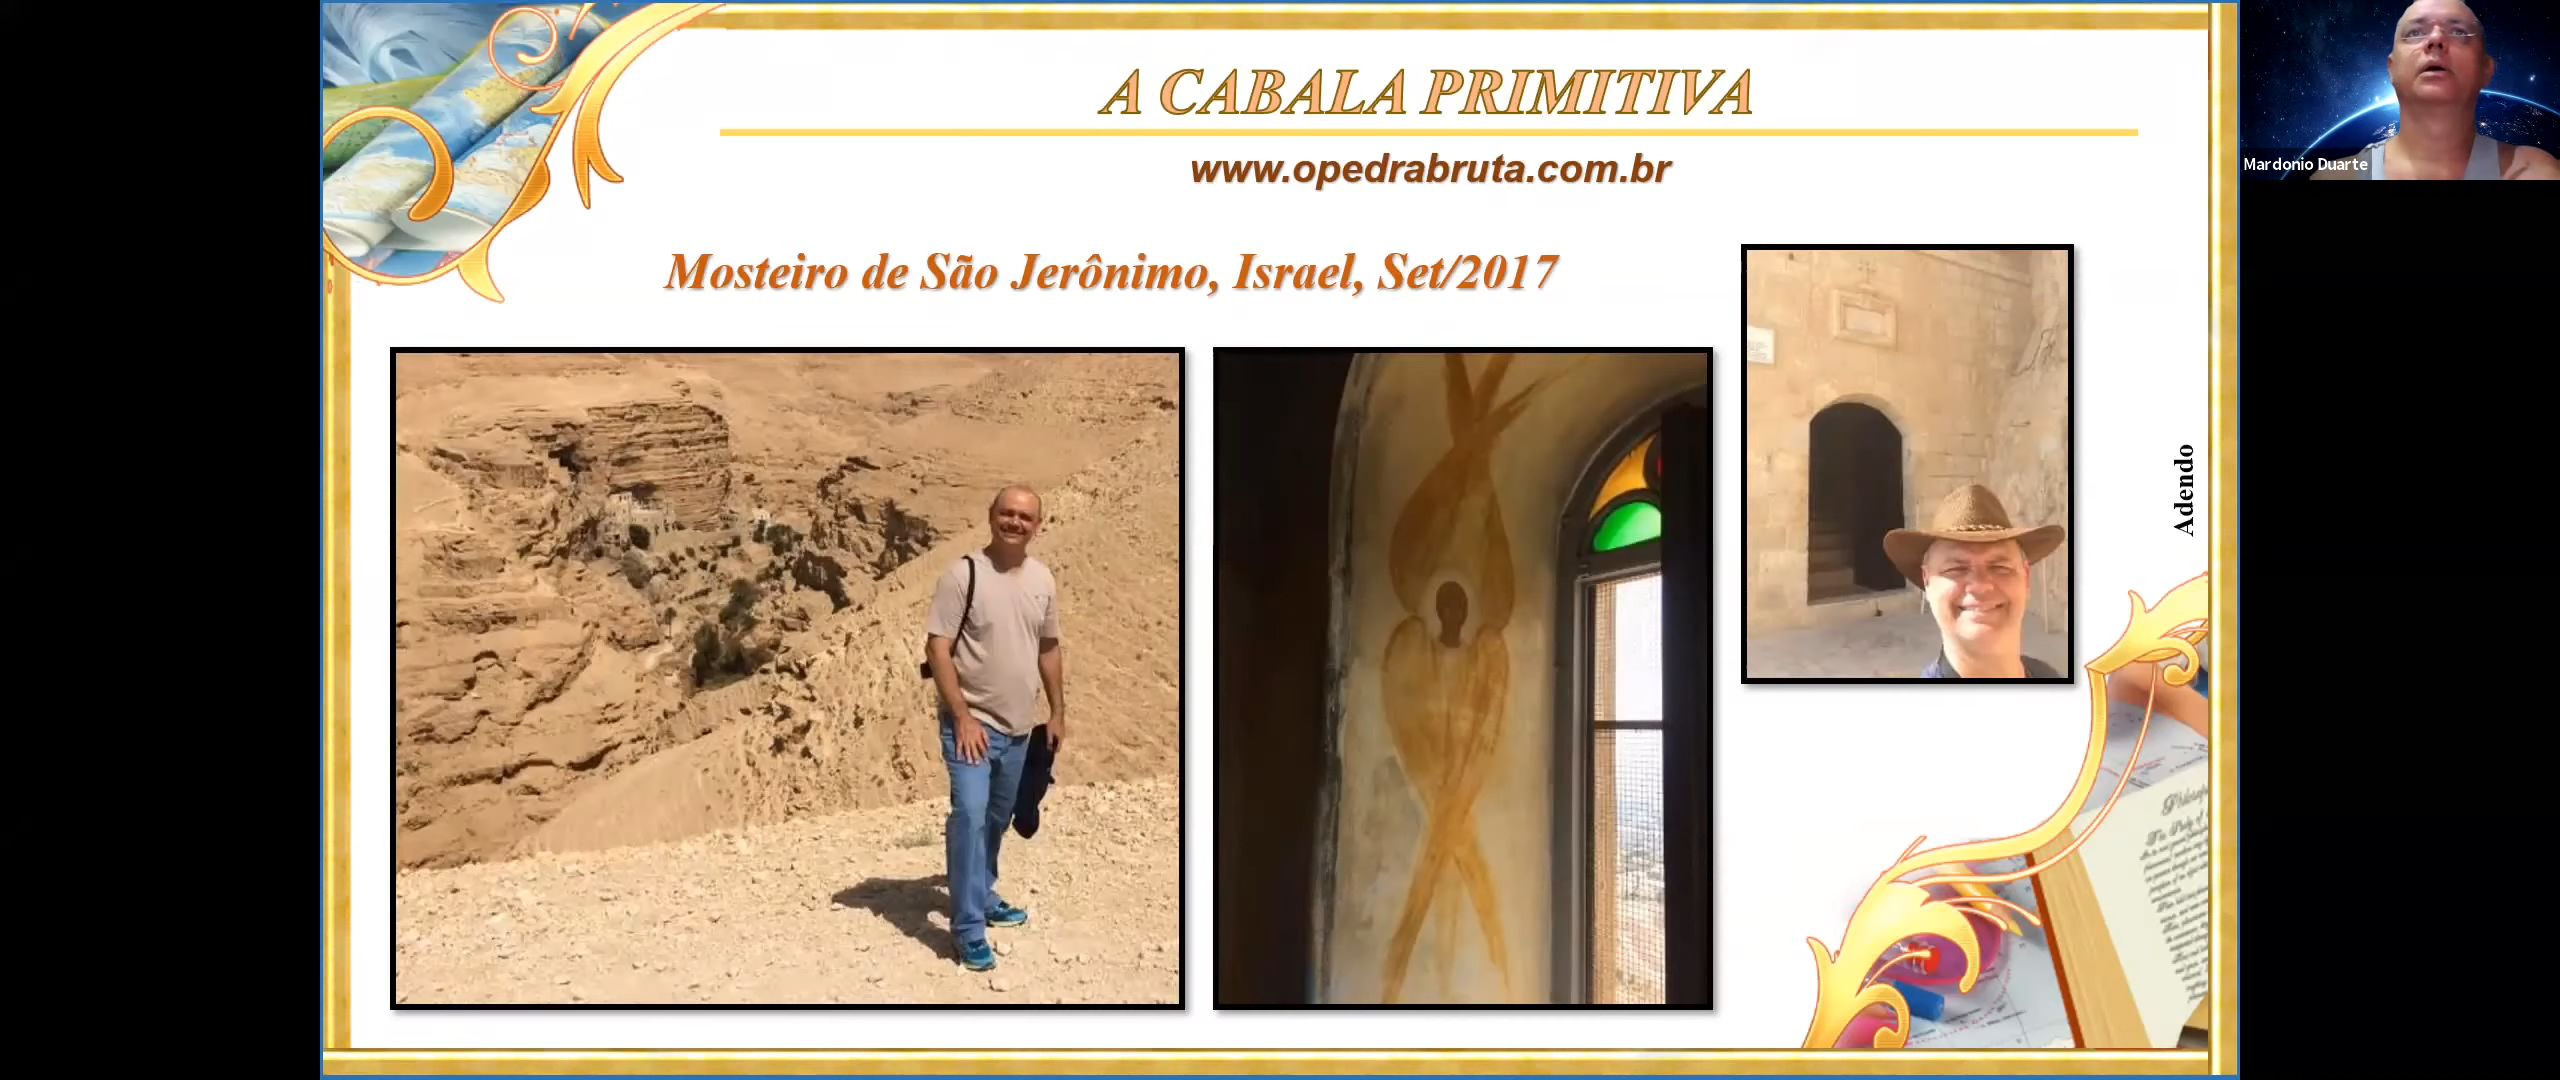 A CABALA PRIMITIVA
www.opedrabruta.com.br
Mardonio Duarte
Mosteiro de São Jerônimo, Israel, Set/2017
Adendo